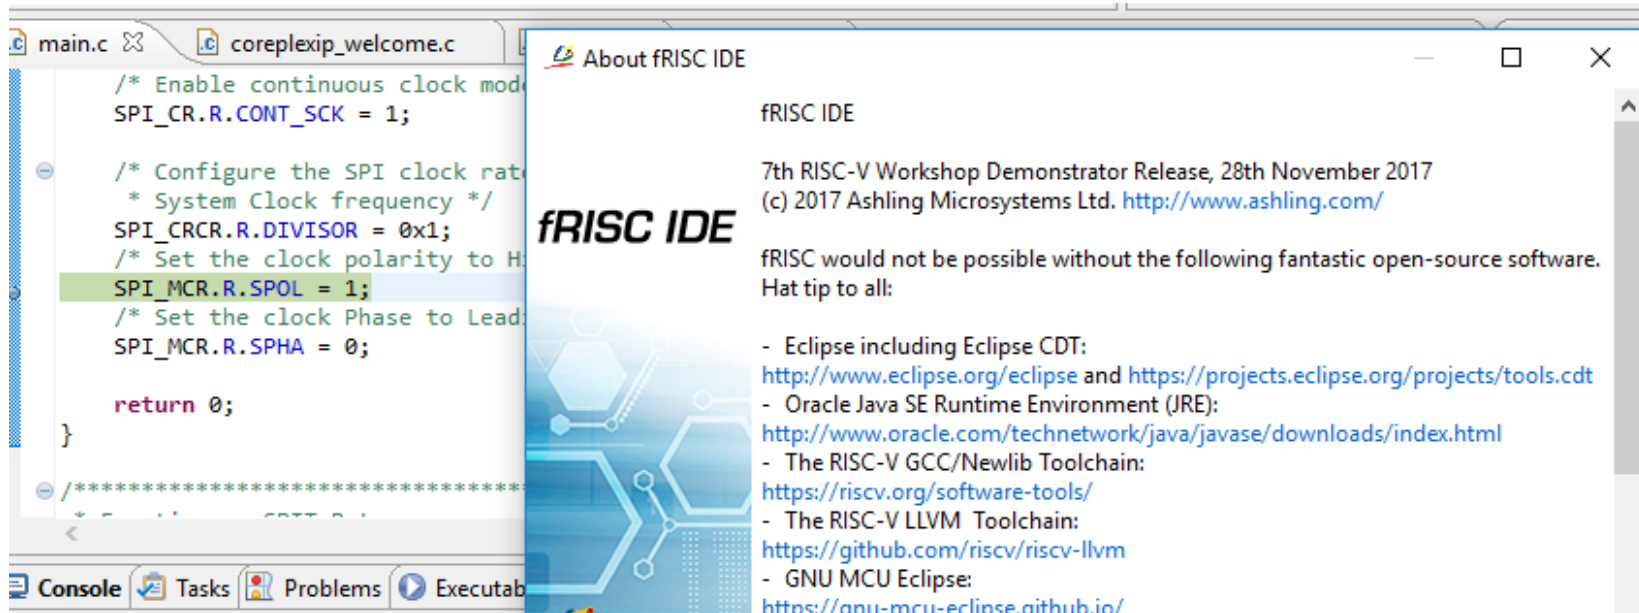 main.c
coreplexip_welcome.c
/* Enable continuous clock mod
SPI_CR.R.CONT_SCK = 1;
/* Configure the SPI clock rat
* System Clock frequency */
SPI_CRCR.R.DIVISOR = 0x1;
/* Set the clock polarity to H
SPI_MCR.R.SPOL = 1;
/* Set the clock Phase to Lead
SPI_MCR.R.SPHA = 0;
return 0;
}
/**********************************
Console
Tasks
Problems
Executab
About fRISC IDE
fRISC IDE
fRISC IDE
7th RISC-V Workshop Demonstrator Release, 28th November 2017
(c) 2017 Ashling Microsystems Ltd. http://www.ashling.com/
fRISC would not be possible without the following fantastic open-source software.
Hat tip to all:
- Eclipse including Eclipse CDT:
http://www.eclipse.org/eclipse and https://projects.eclipse.org/projects/tools.cdt
- Oracle Java SE Runtime Environment (JRE):
http://www.oracle.com/technetwork/java/javase/downloads/index.html
- The RISC-V GCC/Newlib Toolchain:
https://riscv.org/software-tools/
- The RISC-V LLVM  Toolchain:
https://github.com/riscv/riscv-llvm
- GNU MCU Eclipse:
https://gnu-mcu-eclipse.github.io/